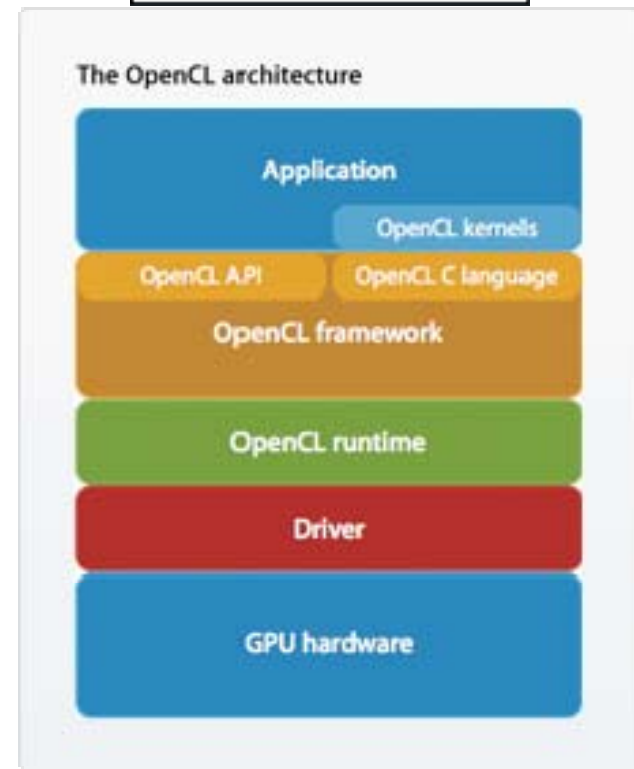 The OpenCL architecture
Application
OpenCL kernels
OpenCL API
OpenCL C language
OpenCL framework
OpenCL runtime
Driver
GPU hardware